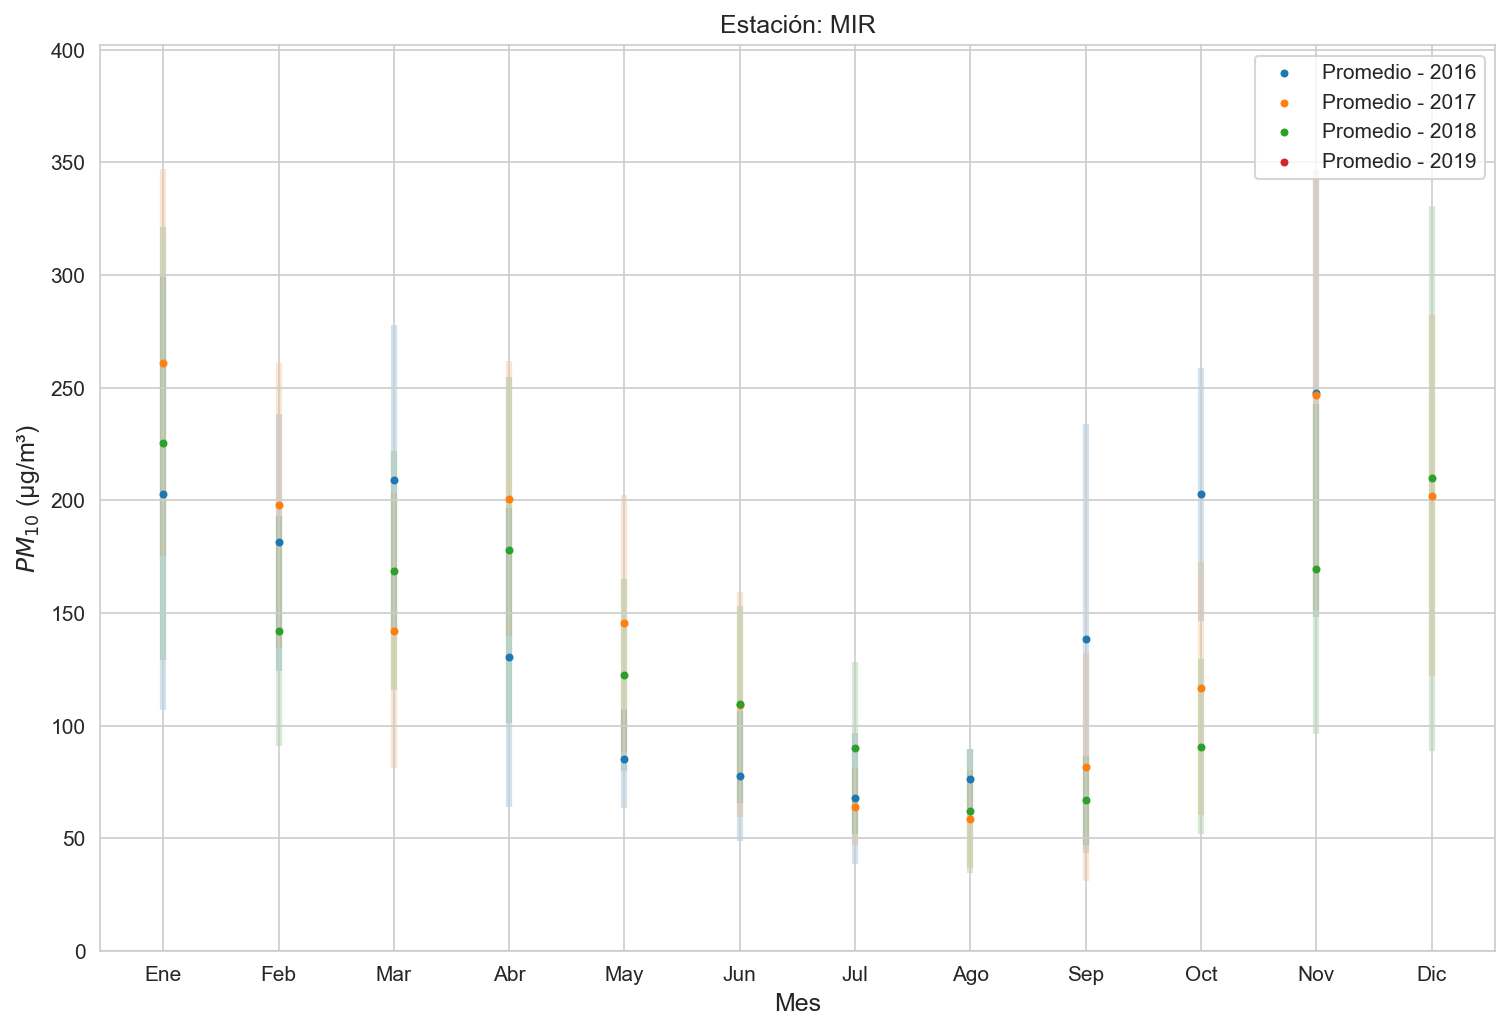 Estación: MIR
Promedio - 2016
Promedio - 2017
Promedio - 2018
Promedio - 2019
400
350
300
250
200
150
100
50
0
PM₁₀ (µg/m³)
Ene Feb Mar Abr May Jun Jul Ago Sep Oct Nov Dic
Mes